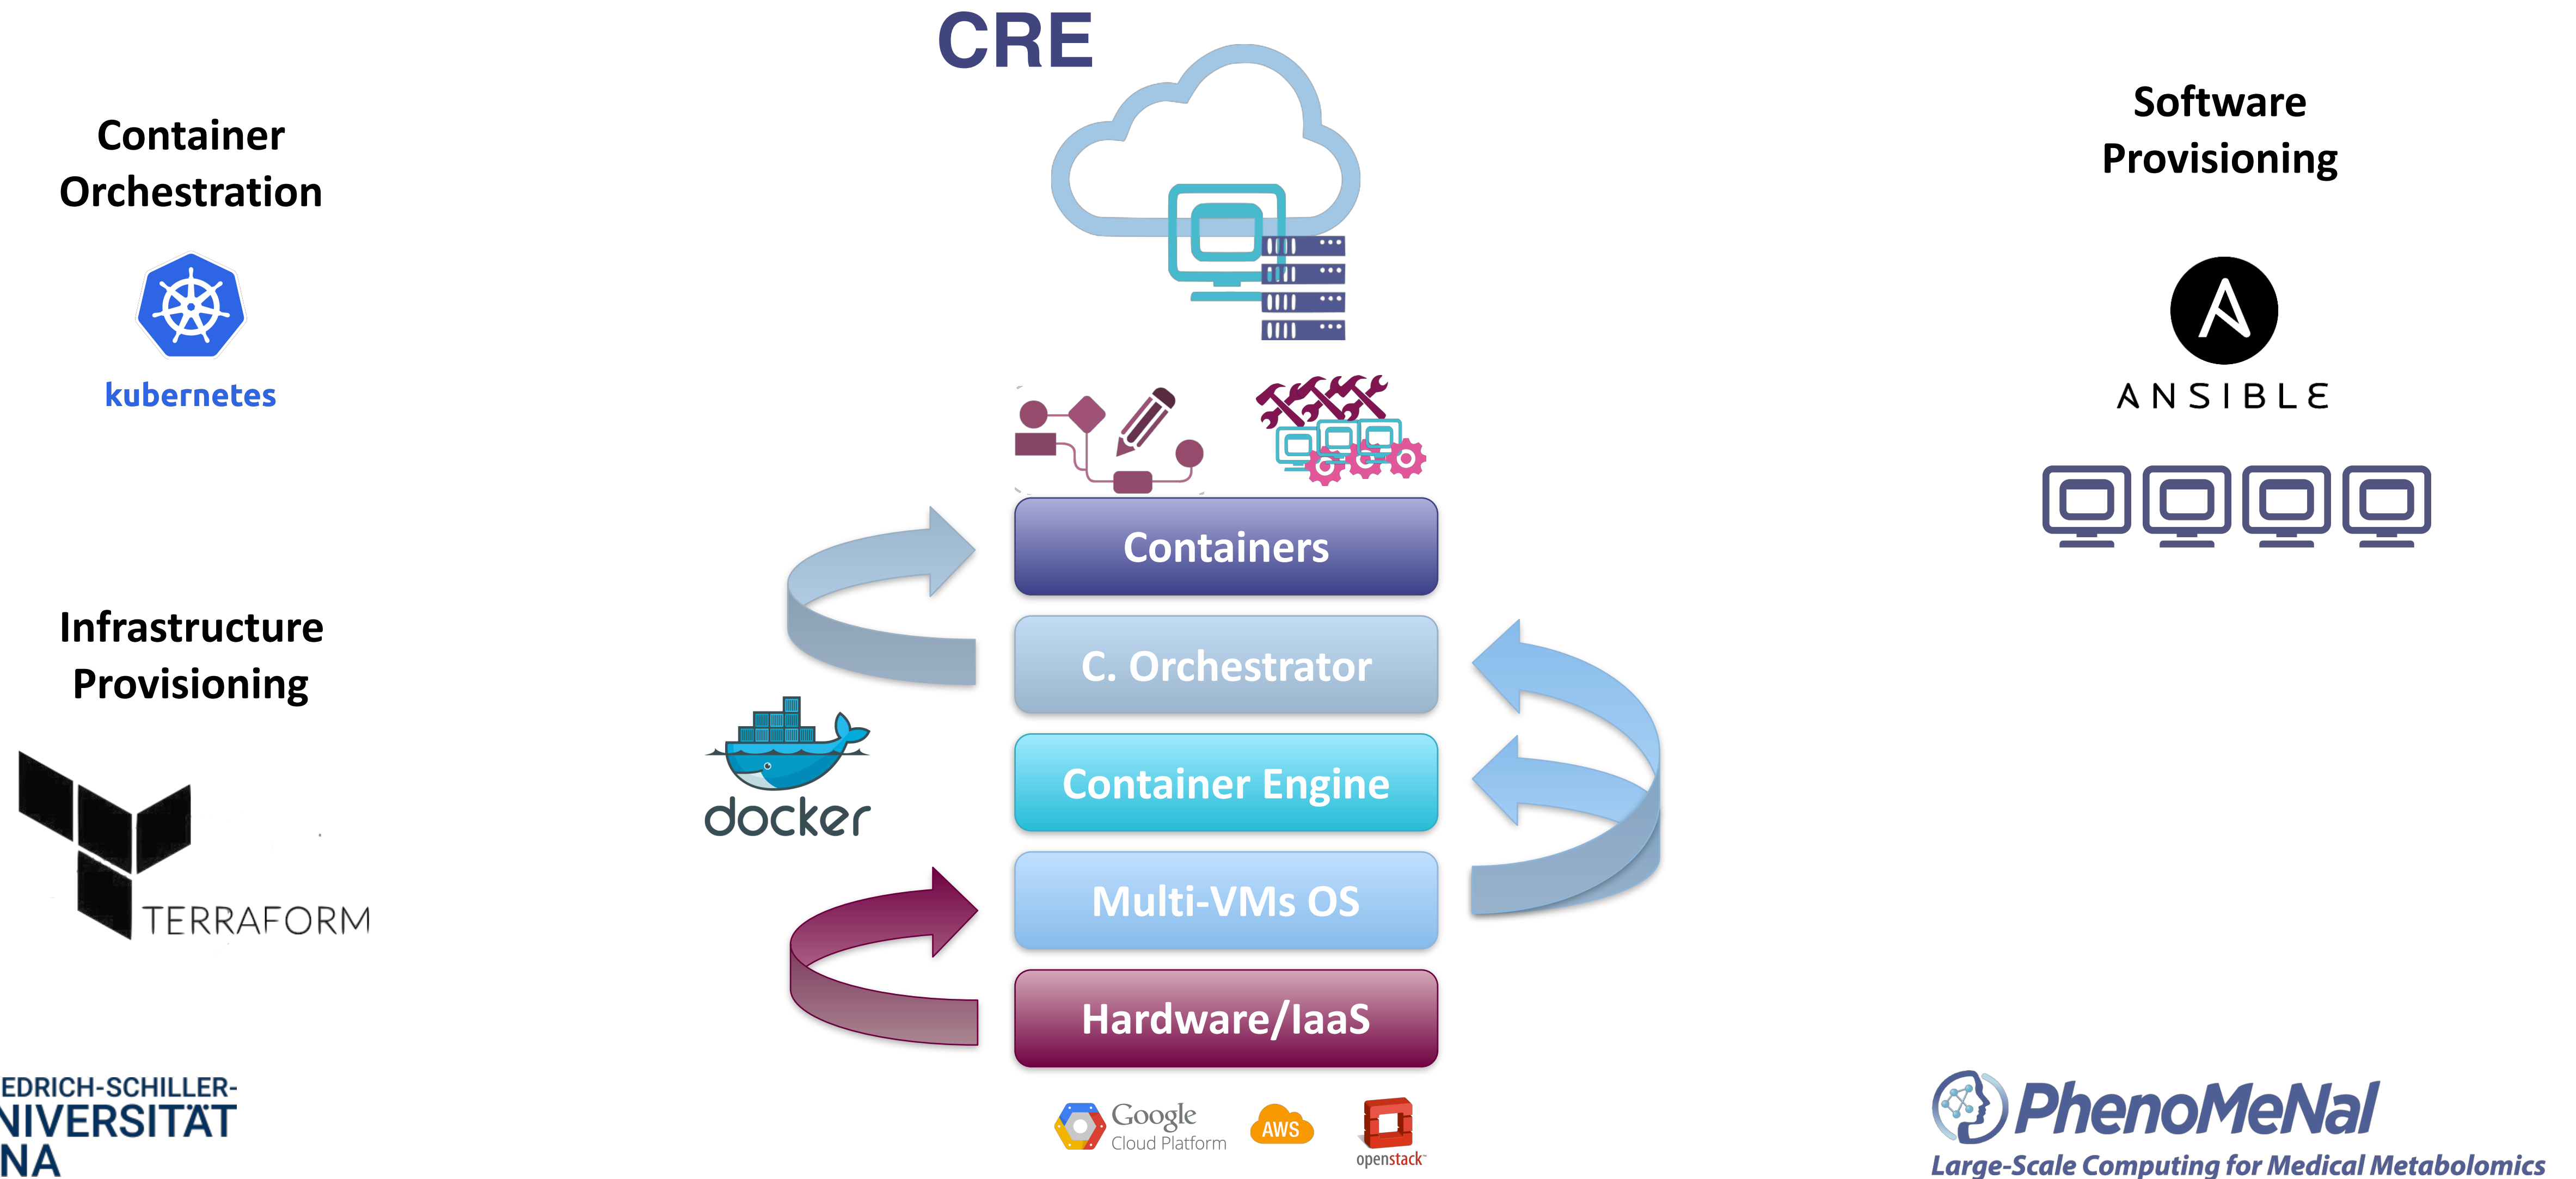 CRE
Container
Orchestration
kubernetes
Infrastructure
Provisioning
TERRAFORM
docker
Containers
C. Orchestrator
Container Engine
Multi-VMs OS
Hardware/IaaS
Google
Cloud Platform
AWS
openstack
Software
Provisioning
ANSIBLE
EDRICH-SCHILLER-
NIVERSITÄT
NA
PhenoMeNal
Large-Scale Computing for Medical Metabolomics